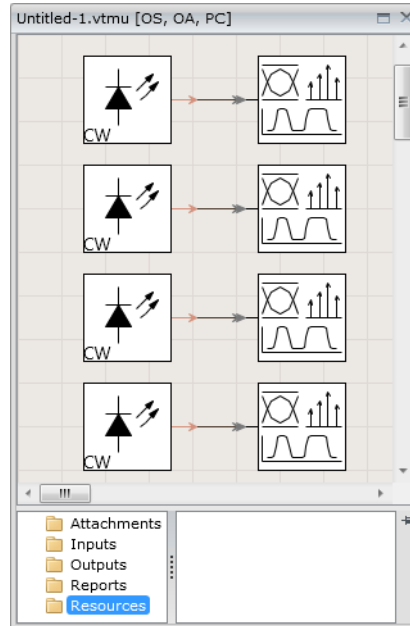 Untitled-1.vtmu [OS, OA, PC]
CW
CW
CW
CW
Attachments
Inputs
Outputs
Reports
Resources